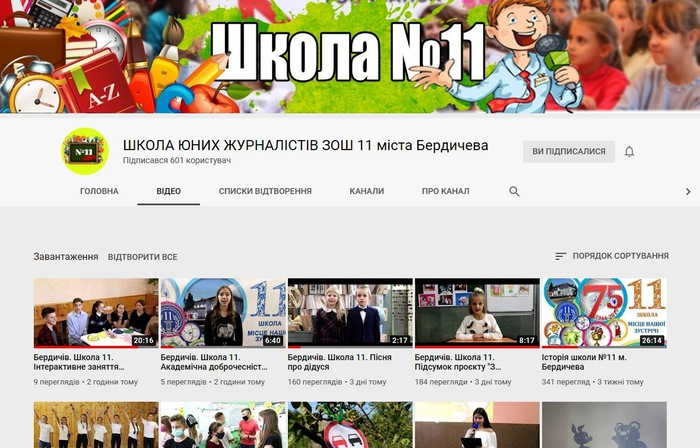 Школа №11
A-Z
№11
ШКОЛА ЮНИХ ЖУРНАЛІСТІВ ЗОШ 11 міста Бердичева
Підписався 601 користувач
ВИ ПІДПИСАЛИСЯ
ГОЛОВНА ВІДЕО СПИСКИ ВІДТВОРЕННЯ КАНАЛИ ПРО КАНАЛ
Завантаження ВІДТВОРИТИ ВСЕ ПОРЯДОК СОРТУВАННЯ
20:16
11
ШКОЛА
МІСЦЕ НАШОЇ
6:40
2:17
8:17
75 11
ШКОЛА
МІСЦЕ НАШОЇ
ЗУСТРІЧІ
26:14
Бердичів. Школа 11.
Інтерактивне заняття...
9 переглядів • 2 години тому
Бердичів. Школа 11.
Академічна доброчесніст...
5 переглядів • 2 години тому
Бердичів. Школа 11. Пісня
про дідуся
160 переглядів • 3 дні тому
Бердичів. Школа 11.
Підсумок проєкту "З...
184 перегляди • 3 дні тому
Історія школи №11 м.
Бердичева
341 перегляд • 3 тижні тому